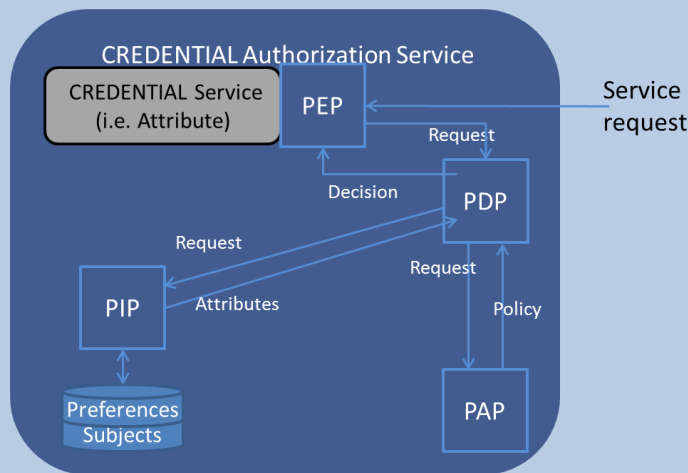 CREDENTIAL Authorization Service
CREDENTIAL Service
(i.e. Attribute)
PEP
Service
request
Request
Decision
PDP
Request
Request
PIP
Attributes
Policy
Preferences
Subjects
PAP